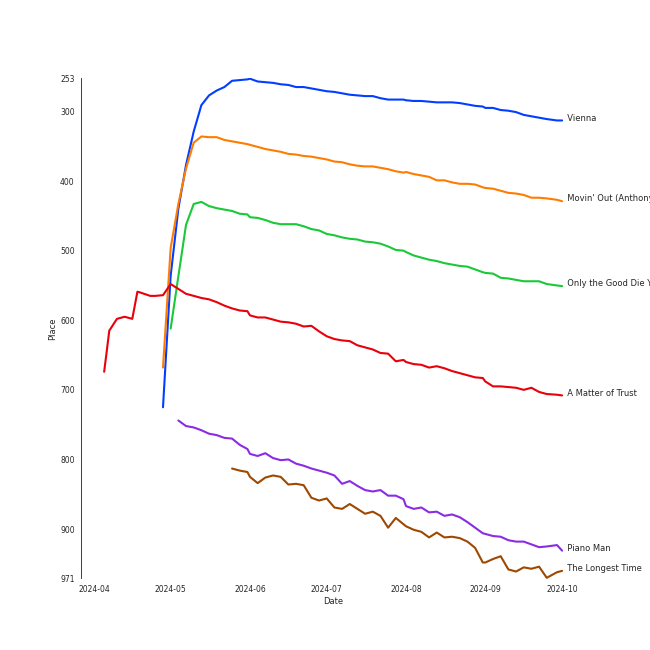 253
300
400
500
600
700
800
900
971
Place
2024-04
2024-05
2024-06
2024-07
2024-08
2024-09
2024-10
Date
Vienna
Movin' Out (Anthony
Only the Good Die Y
A Matter of Trust
Piano Man
The Longest Time